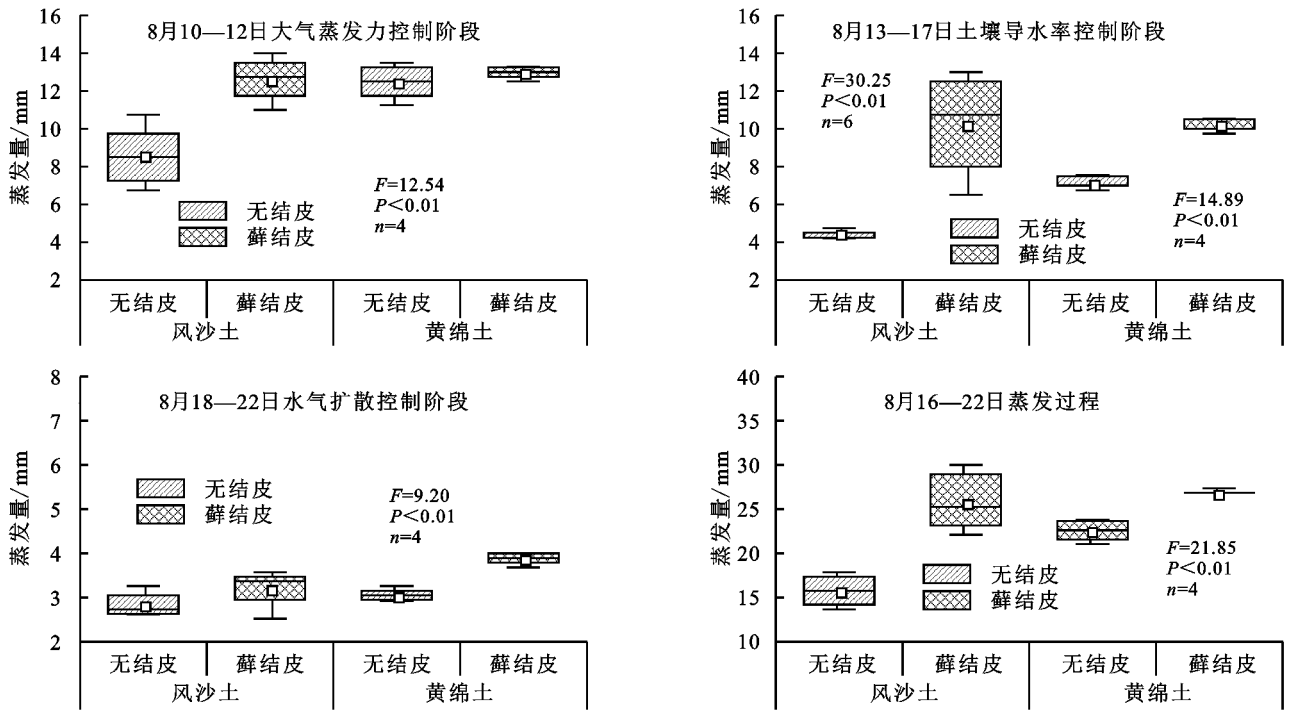 8月10—12日大气蒸发力控制阶段
蒸发量/mm
16
14
12
10
8
6
4
2
F=12.54
P<0.01
n=4
无结皮
藓结皮
无结皮 藓结皮 无结皮 藓结皮
风沙土 黄绵土
8月13—17日土壤导水率控制阶段
蒸发量/mm
16
14
12
10
8
6
4
2
F=30.25
P<0.01
n=6
F=14.89
P<0.01
n=4
无结皮
藓结皮
无结皮 藓结皮 无结皮 藓结皮
风沙土 黄绵土
8月18—22日水气扩散控制阶段
蒸发量/mm
8
7
6
5
4
3
2
无结皮
藓结皮
F=9.20
P<0.01
n=4
无结皮 藓结皮 无结皮 藓结皮
风沙土 黄绵土
8月16—22日蒸发过程
蒸发量/mm
40
35
30
25
20
15
10
F=21.85
P<0.01
n=4
无结皮
藓结皮
无结皮 藓结皮 无结皮 藓结皮
风沙土 黄绵土